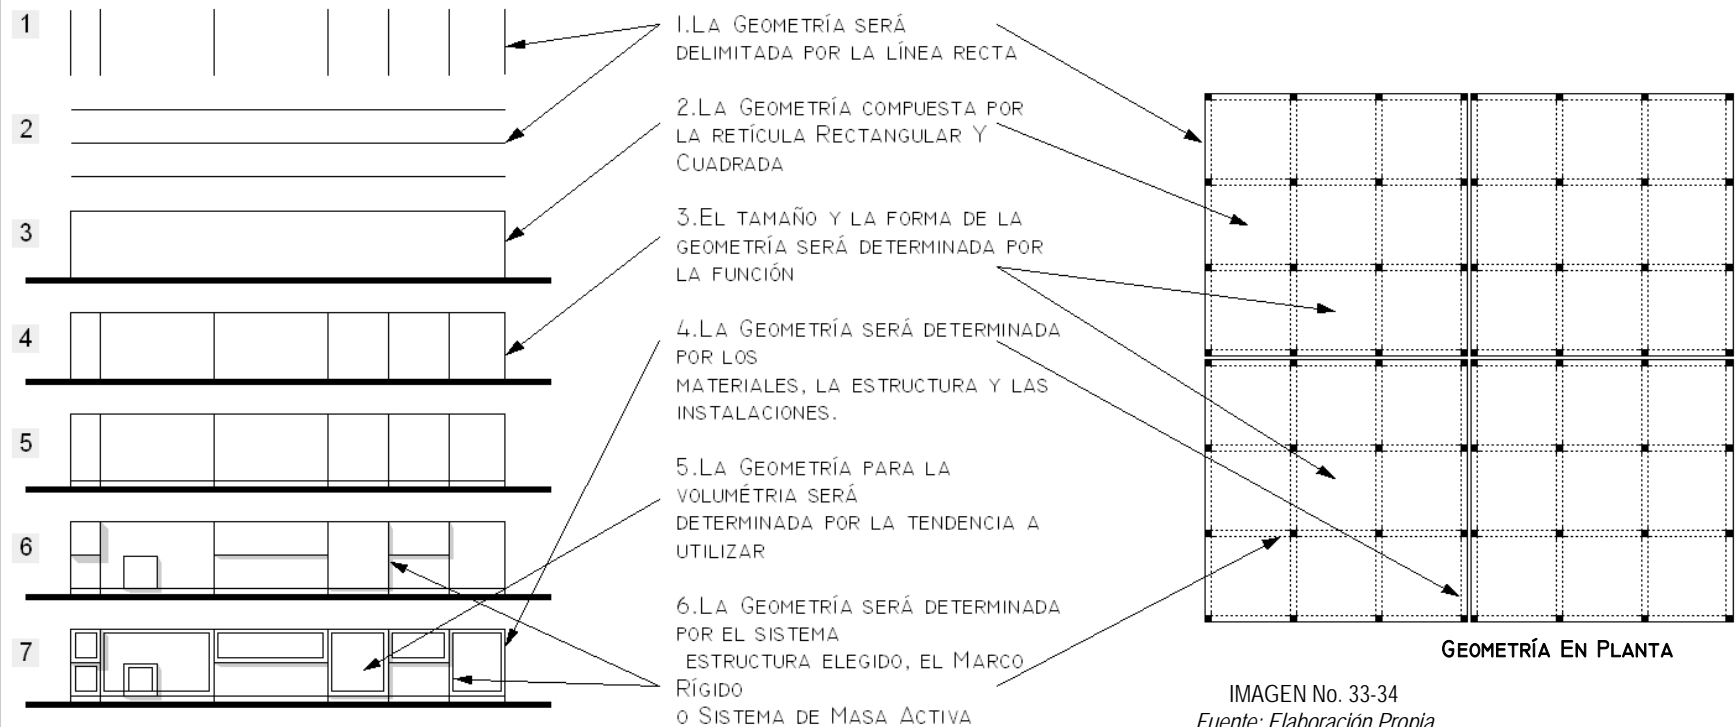 1
2
3
4
5
6
7
1.La Geometría será
delimitada por la línea recta
2.La Geometría compuesta por
la retícula Rectangular Y
Cuadrada
3.El tamaño y la forma de la
geometría será determinada por
la función
4.La Geometría será determinada
por los
materiales, la estructura y las
instalaciones.
5.La Geometría para la
volumétria será
determinada por la tendencia a
utilizar
6.La Geometría será determinada
por el sistema
estructura elegido, el Marco
Rígido
o Sistema de Masa Activa
Geometría En Planta
IMAGEN No. 33-34
Fuente: Elaboración Propia